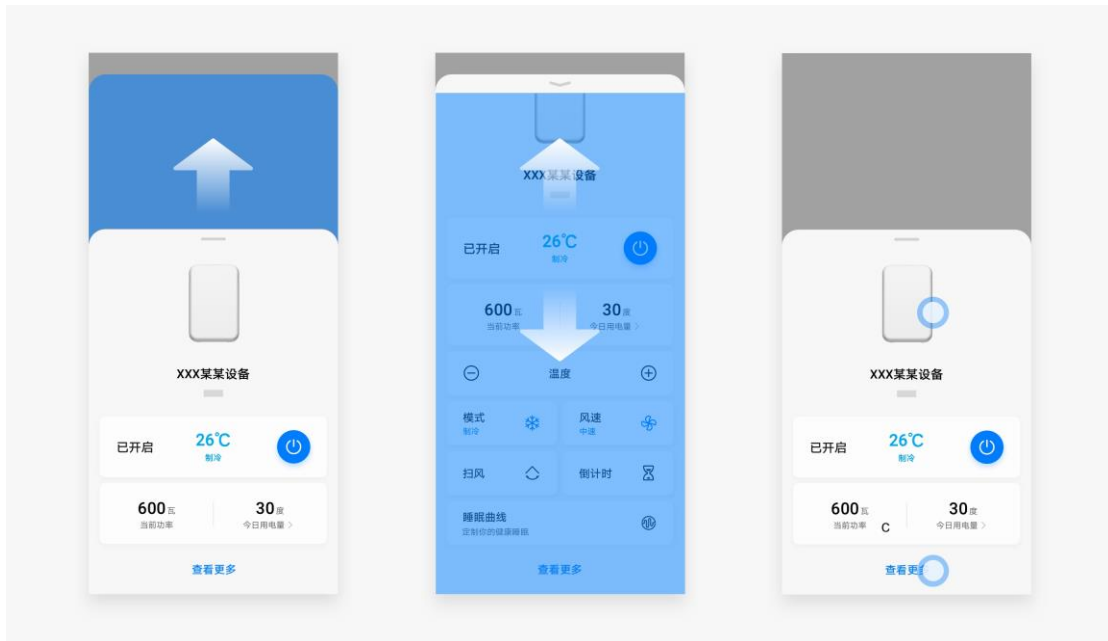 XXX某某设备
已开启
26℃
制冷
600瓦
当前功率
30度
今日用电量 >
查看更多
XXX某某设备
已开启
26℃
制冷
600瓦
当前功率
30度
今日用电量 >
温度
模式
制冷
风速
中速
扫风
倒计时
睡眠曲线
定制你的健康睡眠
查看更多
XXX某某设备
已开启
26℃
制冷
600瓦
当前功率
C
30度
今日用电量 >
查看更多